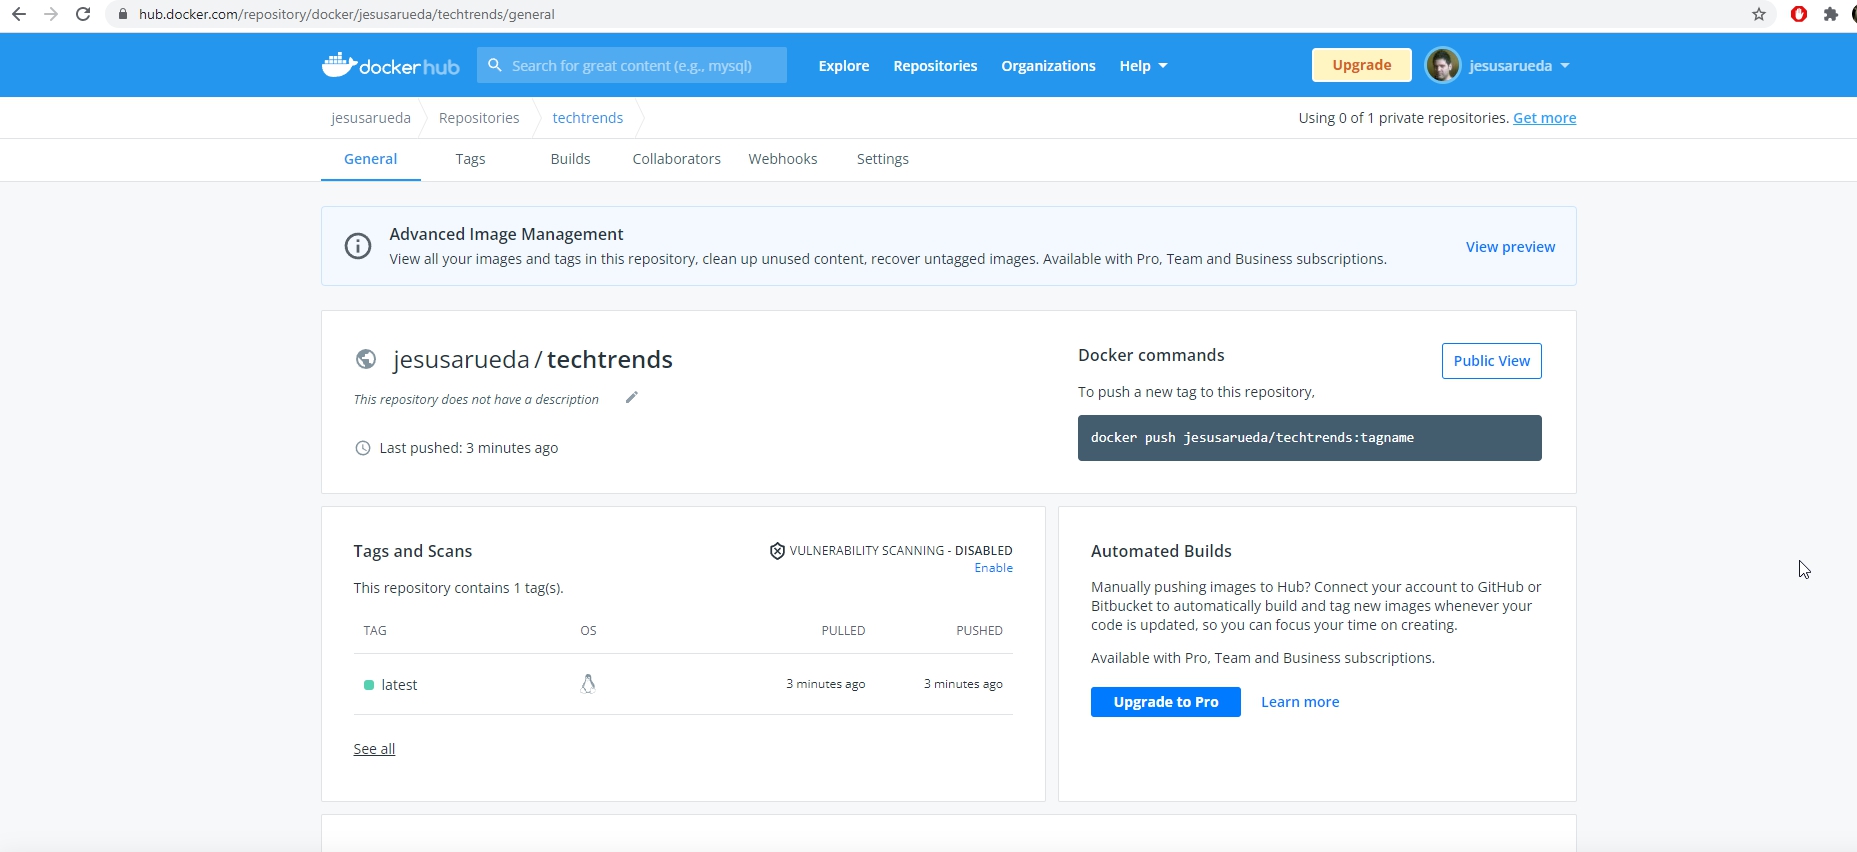 hub.docker.com/repository/docker/jesusarueda/techtrends/general
docker hub
Search for great content (e.g., mysql)
Explore
Repositories
Organizations
Help
Upgrade
jesusarueda
jesusarueda
Repositories
techtrends
Using 0 of 1 private repositories. Get more
General
Tags
Builds
Collaborators
Webhooks
Settings
Advanced Image Management
View all your images and tags in this repository, clean up unused content, recover untagged images. Available with Pro, Team and Business subscriptions.
View preview
jesusarueda / techtrends
This repository does not have a description
Last pushed: 3 minutes ago
Docker commands
Public View
To push a new tag to this repository,
docker push jesusarueda/techtrends:tagname
Tags and Scans
VULNERABILITY SCANNING - DISABLED
Enable
This repository contains 1 tag(s).
TAG OS PULLED PUSHED
latest 3 minutes ago 3 minutes ago
See all
Automated Builds
Manually pushing images to Hub? Connect your account to GitHub or
Bitbucket to automatically build and tag new images whenever your
code is updated, so you can focus your time on creating.
Available with Pro, Team and Business subscriptions.
Upgrade to Pro
Learn more